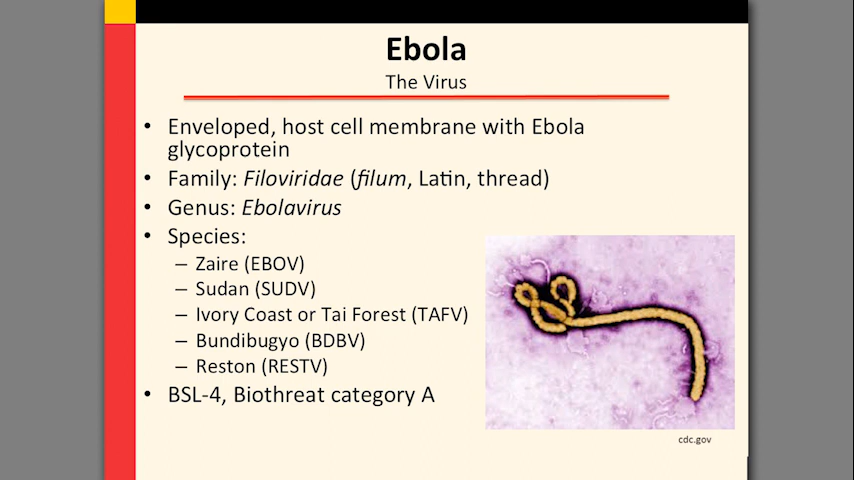 Ebola
The Virus
• Enveloped, host cell membrane with Ebola
glycoprotein
• Family: Filoviridae (filum, Latin, thread)
• Genus: Ebolavirus
• Species:
– Zaire (EBOV)
– Sudan (SUDV)
– Ivory Coast or Tai Forest (TAFV)
– Bundibugyo (BDBV)
– Reston (RESTV)
• BSL-4, Biothreat category A
cdc.gov